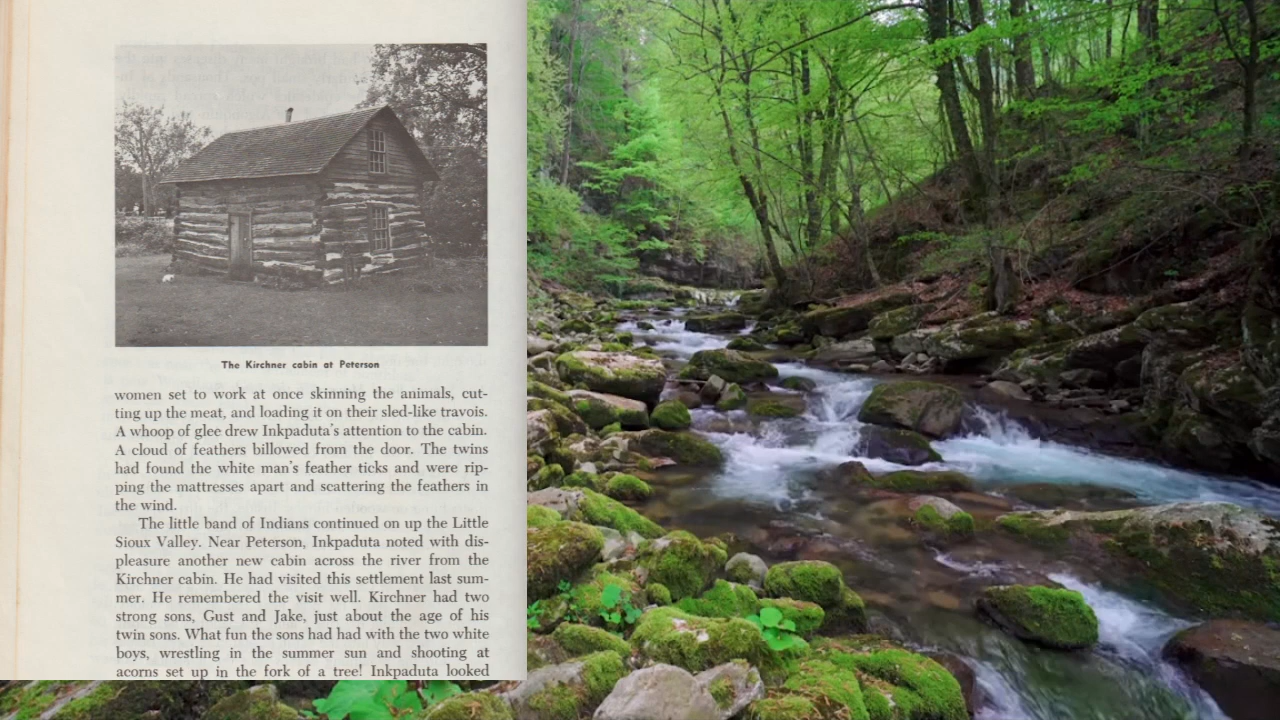 The Kirchner cabin at Peterson
women set to work at once skinning the animals, cut-
ting up the meat, and loading it on their sled-like travois.
A whoop of glee drew Inkpaduta's attention to the cabin.
A cloud of feathers billowed from the door. The twins
had found the white man's feather ticks and were rip-
ping the mattresses apart and scattering the feathers in
the wind.
The little band of Indians continued on up the Little
Sioux Valley. Near Peterson, Inkpaduta noted with dis-
pleasure another new cabin across the river from the
Kirchner cabin. He had visited this settlement last sum-
mer. He remembered the visit well. Kirchner had two
strong sons, Gust and Jake, just about the age of his
twin sons. What fun the sons had had with the two white
boys, wrestling in the summer sun and shooting at
acorns set up in the fork of a tree! Inkpaduta looked